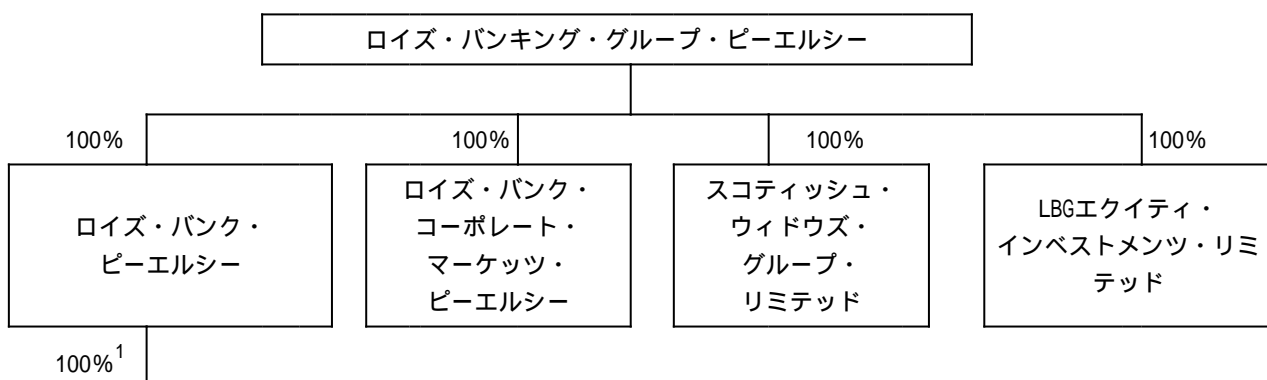 ロイズ・バンキング・グループ・ピーエルシー
100%
100%
100%
100%
ロイズ・バンク・
ピーエルシー
ロイズ・バンク・
コーポレート・
マーケッツ・
ピーエルシー
スコティッシュ・
ウィドウズ・
グループ・
リミテッド
LBGエクイティ・
インベストメンツ・リミ
テッド
100%1